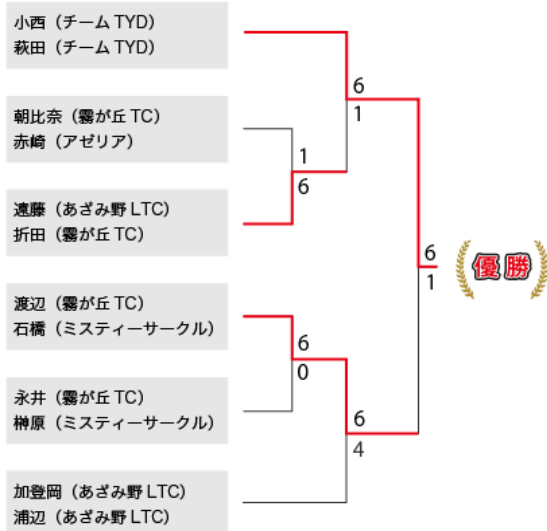 小西（チーム TYD）
萩田（チーム TYD）
6
1
朝比奈（霧が丘 TC）
赤崎（アゼリア）
1
6
遠藤（あざみ野 LTC）
折田（霧が丘 TC）
6
1
優勝
渡辺（霧が丘 TC）
石橋（ミスティーサークル）
6
0
永井（霧が丘 TC）
榊原（ミスティーサークル）
6
4
加登岡（あざみ野 LTC）
浦辺（あざみ野 LTC）